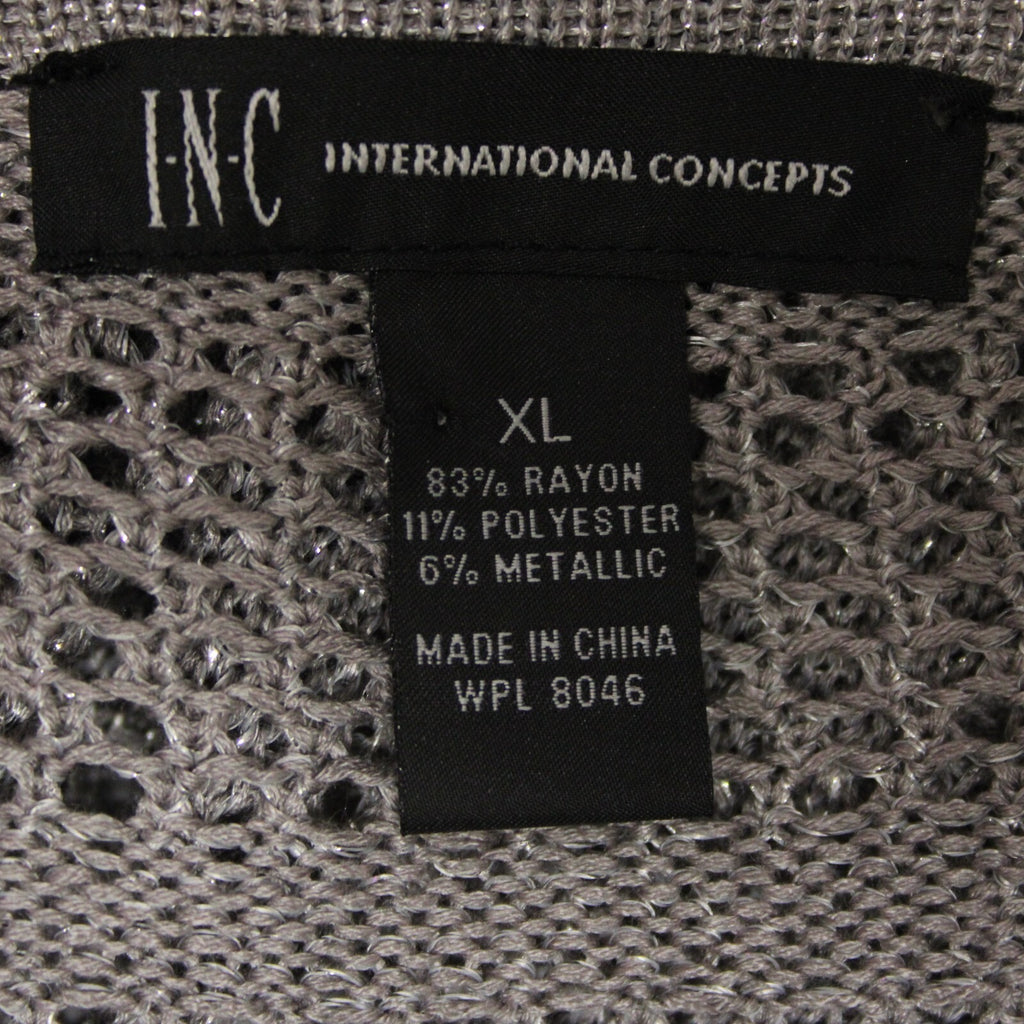 I-N-C INTERNATIONAL CONCEPTS
XL
83% RAYON
11% POLYESTER
6% METALLIC
MADE IN CHINA
WPL 8046